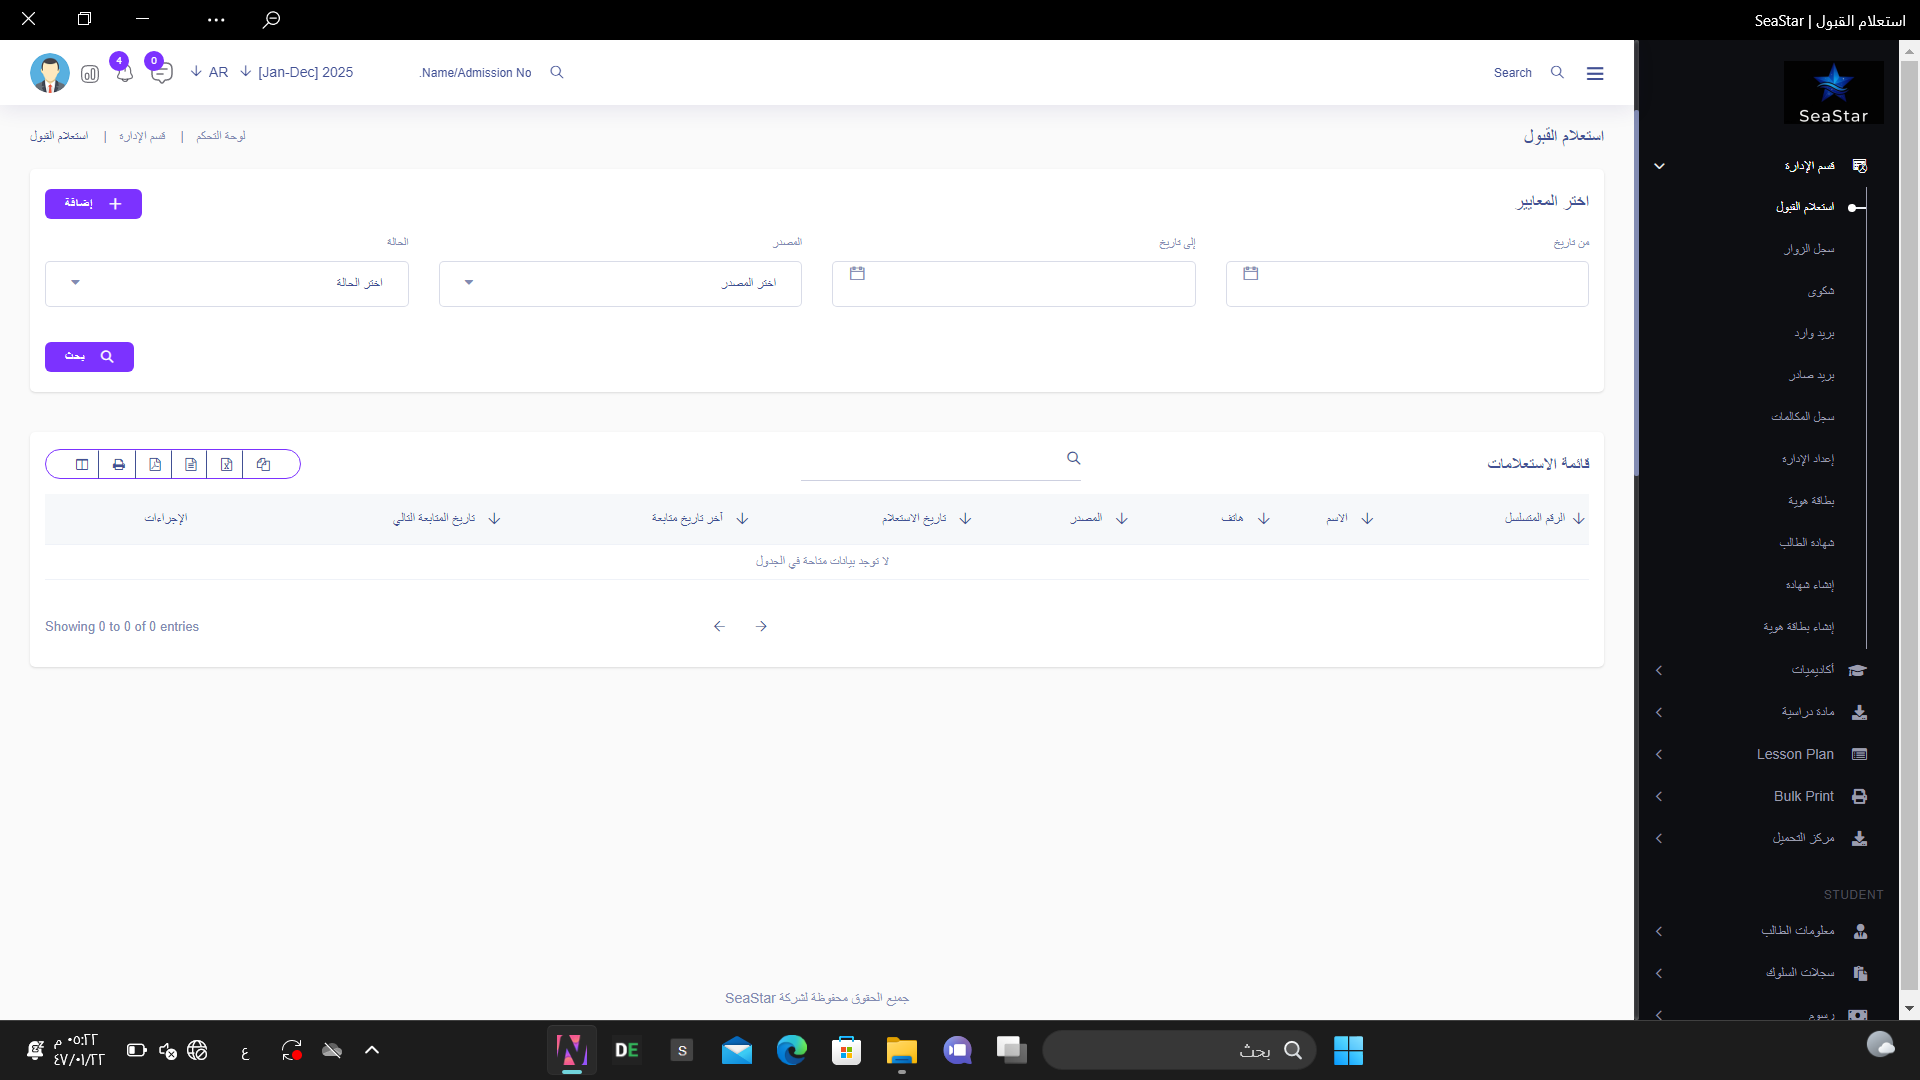 استعلام القبول | SeaStar
SeaStar
Search
Name/Admission No.
[Jan-Dec] 2025
AR
0
4
استعلام القبول
لوحة التحكم | قسم الإدارة | استعلام القبول
اختر المعايير
إضافة
من تاريخ
إلى تاريخ
المصدر
الحالة
اختر المصدر
اختر الحالة
بحث
قائمة الاستعلامات
الرقم المتسلسل
الاسم
هاتف
المصدر
تاريخ الاستعلام
آخر تاريخ متابعة
تاريخ المتابعة التالي
الإجراءات
لا توجد بيانات متاحة في الجدول
Showing 0 to 0 of 0 entries
جميع الحقوق محفوظة لشركة SeaStar
قسم الإدارة
استعلام القبول
سجل الزوار
شكوى
بريد وارد
بريد صادر
سجل المكالمات
إعداد الإدارة
بطاقة هوية
شهادة الطالب
إنشاء شهادة
إنشاء بطاقة هوية
أكاديميات
مادة دراسية
Lesson Plan
Bulk Print
مركز التحميل
STUDENT
معلومات الطالب
سجلات السلوك
رسوم
بحث
S
DE
ع
٠٥:٢٢ م
٤٧/٠١/٢٢